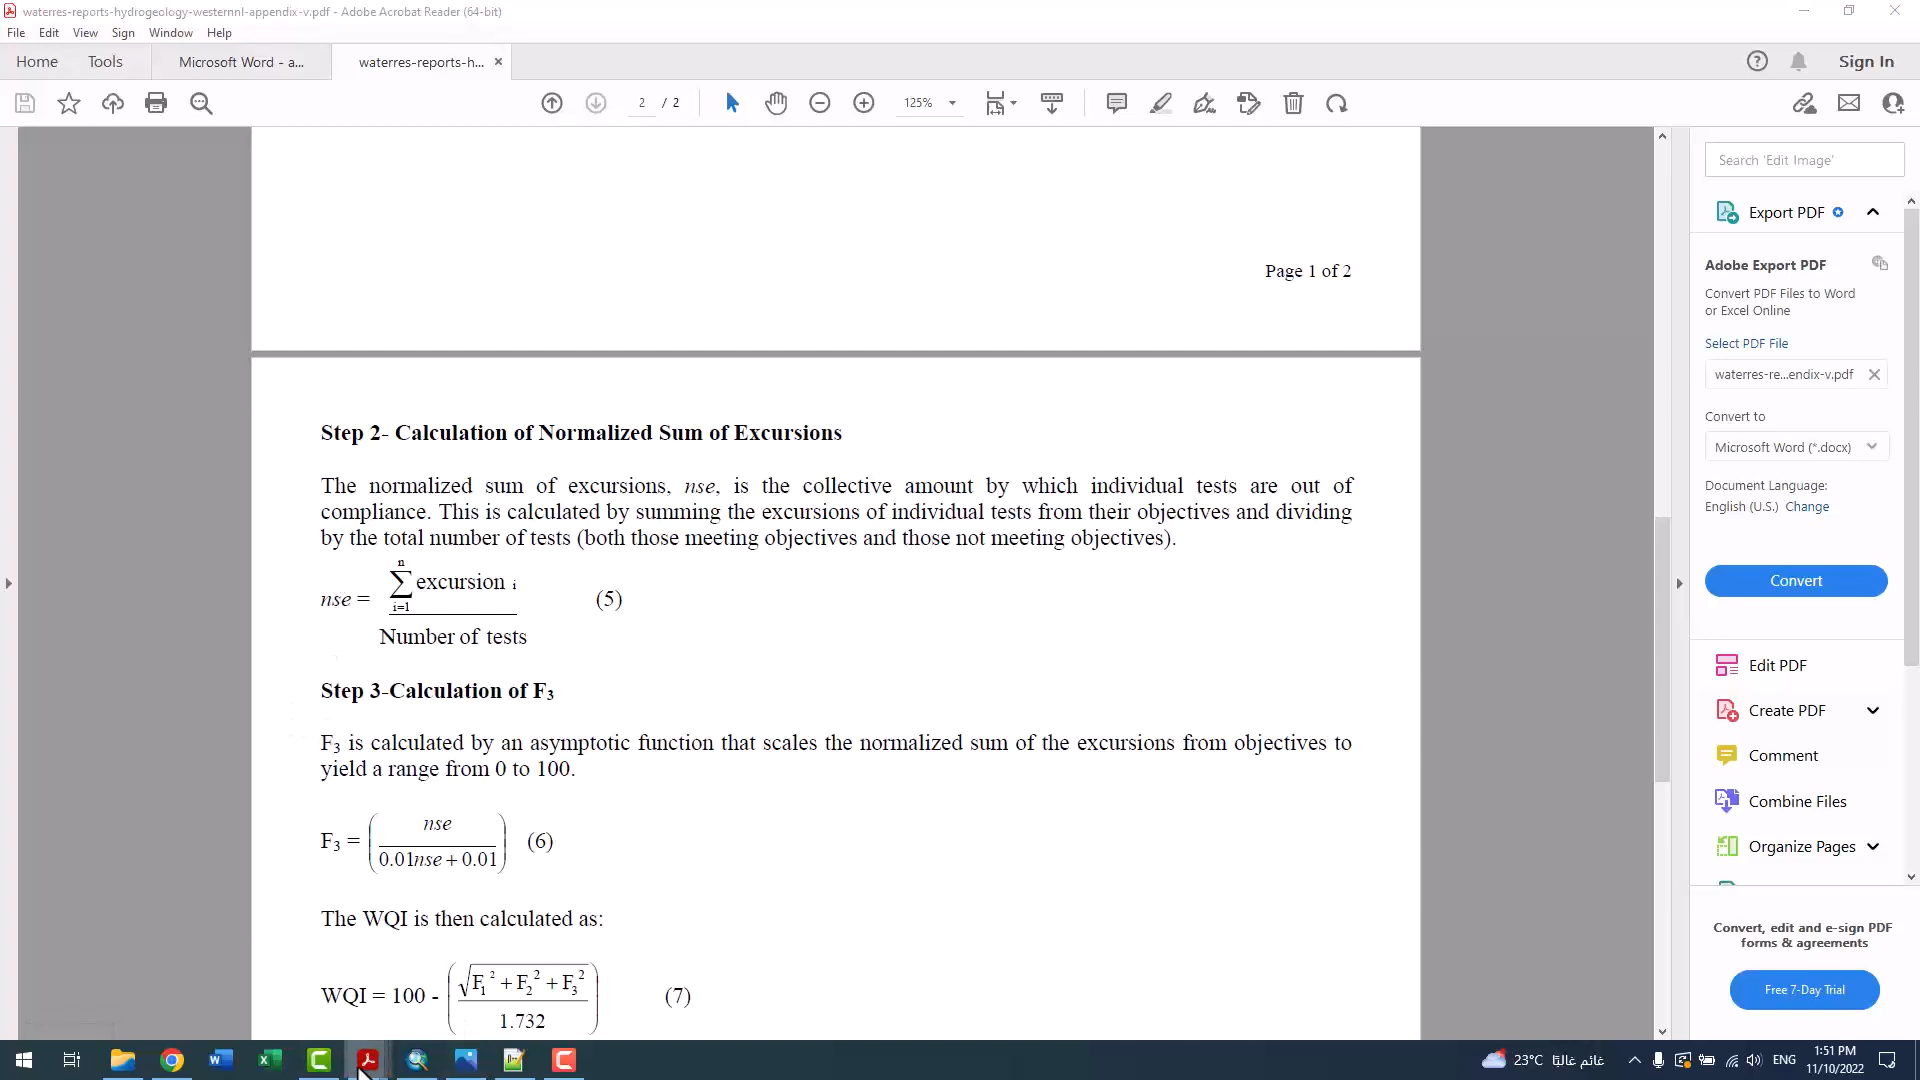 waterres-reports-hydrogeology-westernnl-appendix-v.pdf - Adobe Acrobat Reader (64-bit)
File Edit View Sign Window Help
Home Tools Microsoft Word - a... waterres-reports-h... Sign In
2 / 2 125%
Search 'Edit Image'
Export PDF
Adobe Export PDF
Convert PDF Files to Word
or Excel Online
Select PDF File
waterres-re...endix-v.pdf
Convert to
Microsoft Word (*.docx)
Document Language:
English (U.S.) Change
Convert
Edit PDF
Create PDF
Comment
Combine Files
Organize Pages
Convert, edit and e-sign PDF
forms & agreements
Free 7-Day Trial
Page 1 of 2
Step 2- Calculation of Normalized Sum of Excursions
The normalized sum of excursions, nse, is the collective amount by which individual tests are out of
compliance. This is calculated by summing the excursions of individual tests from their objectives and dividing
by the total number of tests (both those meeting objectives and those not meeting objectives).
n
nse = ∑ excursion i (5)
i=1
Number of tests
Step 3-Calculation of F3
F3 is calculated by an asymptotic function that scales the normalized sum of the excursions from objectives to
yield a range from 0 to 100.
nse
F3 = (6)
0.01nse + 0.01
The WQI is then calculated as:
√F1² + F2² + F3²
WQI = 100 - (7)
1.732
23°C غائم غالبًا ENG 1:51 PM
11/10/2022